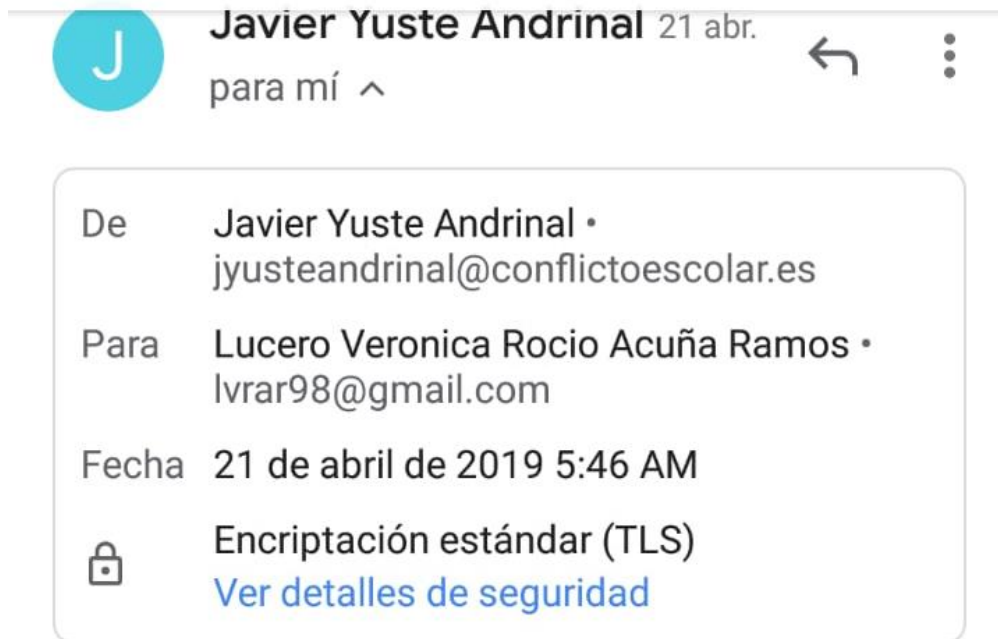 J
Javier Yuste Andrinal 21 abr.
para mí
De Javier Yuste Andrinal •
jyusteandrinal@conflictoescolar.es
Para Lucero Veronica Rocio Acuña Ramos •
lvrar98@gmail.com
Fecha 21 de abril de 2019 5:46 AM
Encriptación estándar (TLS)
Ver detalles de seguridad